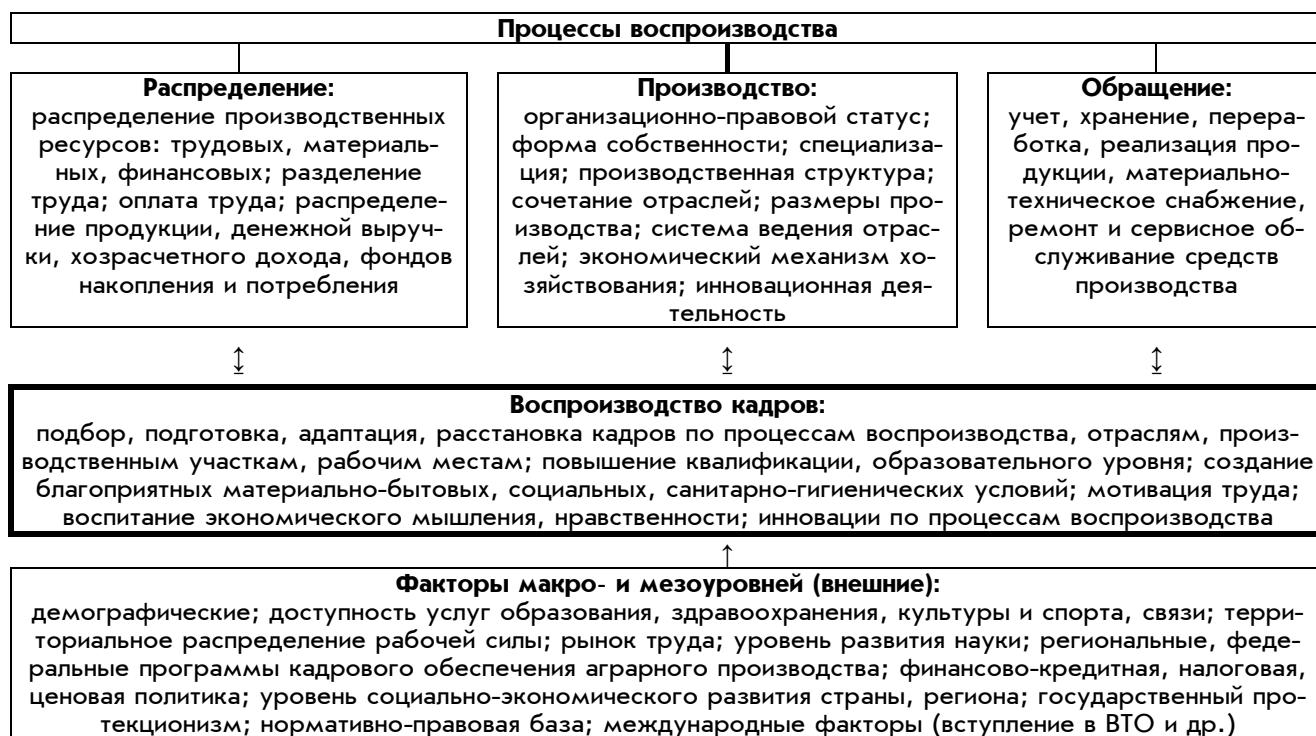 Процессы воспроизводства
Распределение:
распределение производственных
ресурсов: трудовых, материаль-
ных, финансовых; разделение
труда; оплата труда; распределе-
ние продукции, денежной выруч-
ки, хозрасчетного дохода, фондов
накопления и потребления
Производство:
организационно-правовой статус;
форма собственности; специализа-
ция; производственная структура;
сочетание отраслей; размеры про-
изводства; система ведения отрас-
лей; экономический механизм хо-
зяйствования; инновационная дея-
тельность
Обращение:
учет, хранение, перера-
ботка, реализация про-
дукции, материально-
техническое снабжение,
ремонт и сервисное об-
служивание средств
производства
Воспроизводство кадров:
подбор, подготовка, адаптация, расстановка кадров по процессам воспроизводства, отраслям, произ-
водственным участкам, рабочим местам; повышение квалификации, образовательного уровня; создание
благоприятных материально-бытовых, социальных, санитарно-гигиенических условий; мотивация труда;
воспитание экономического мышления, нравственности; инновации по процессам воспроизводства
Факторы макро- и мезоуровней (внешние):
демографические; доступность услуг образования, здравоохранения, культуры и спорта, связи; терри-
ториальное распределение рабочей силы; рынок труда; уровень развития науки; региональные, феде-
ральные программы кадрового обеспечения аграрного производства; финансово-кредитная, налоговая,
ценовая политика; уровень социально-экономического развития страны, региона; государственный про-
текционизм; нормативно-правовая база; международные факторы (вступление в ВТО и др.)